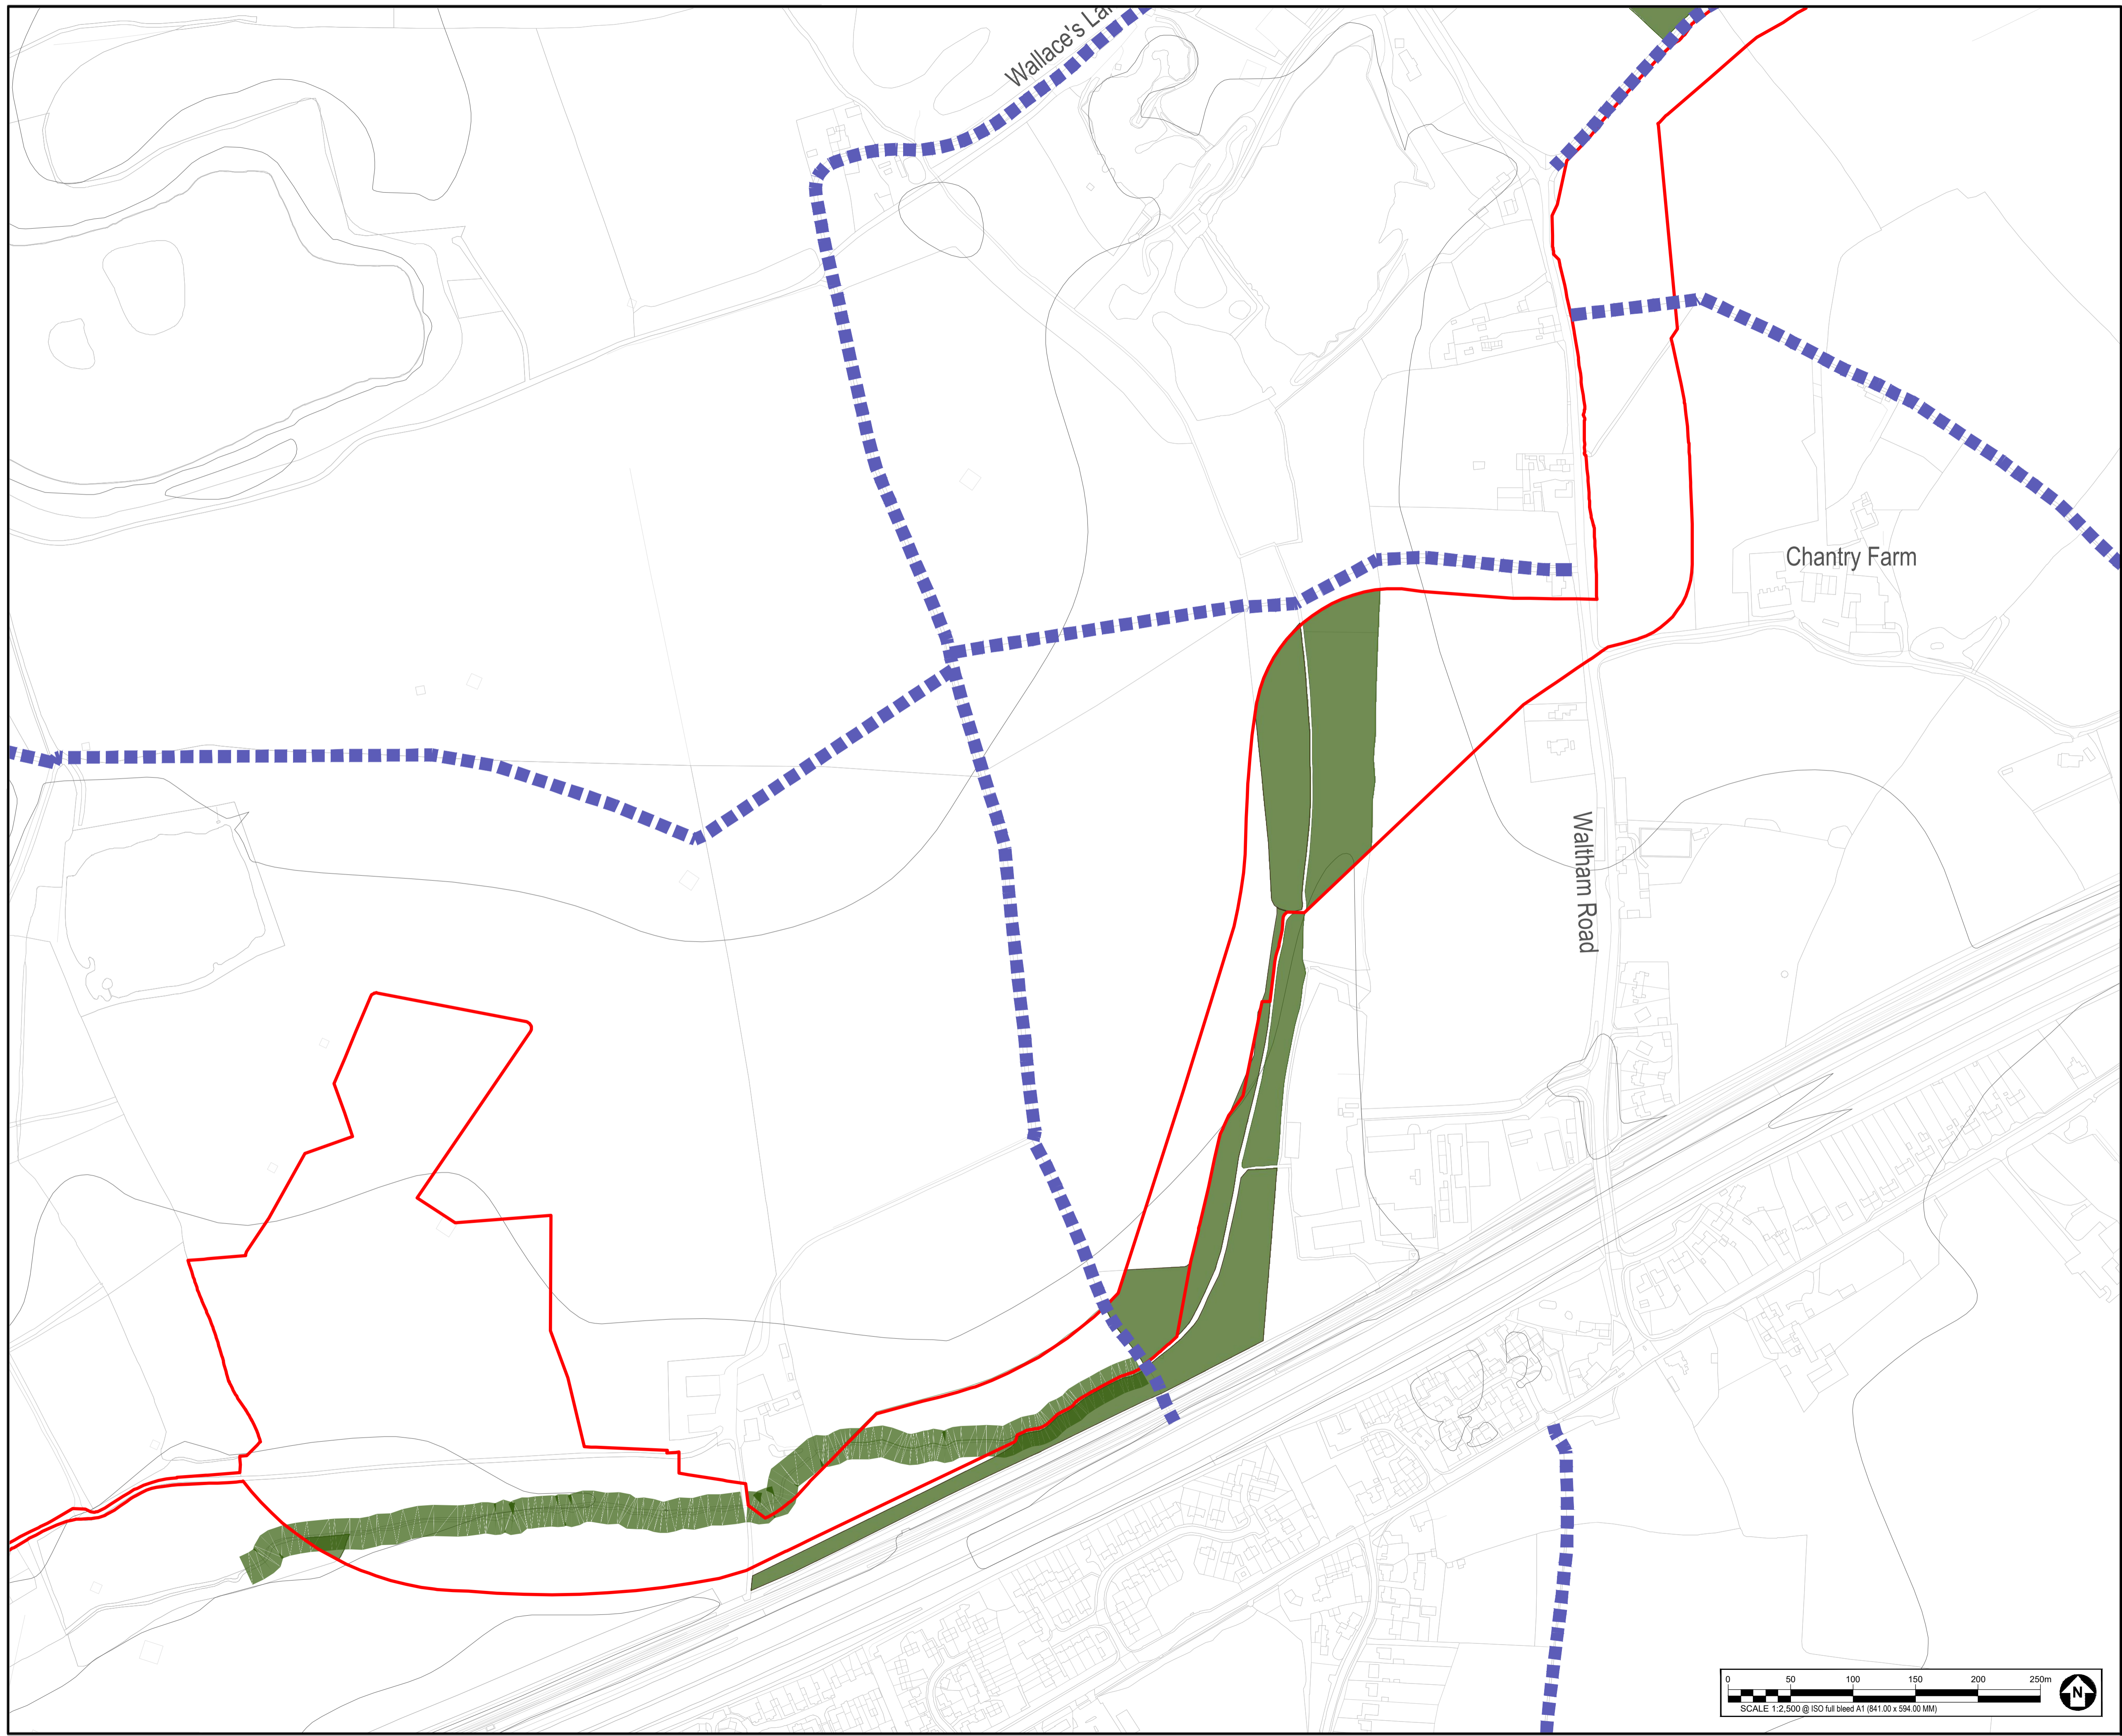 Wallace's
Chantry Farm
Waltham Road
0 50 100 150 200 250m
SCALE 1:2,500 @ ISO full bleed A1 (841.00 x 594.00 MM)
N